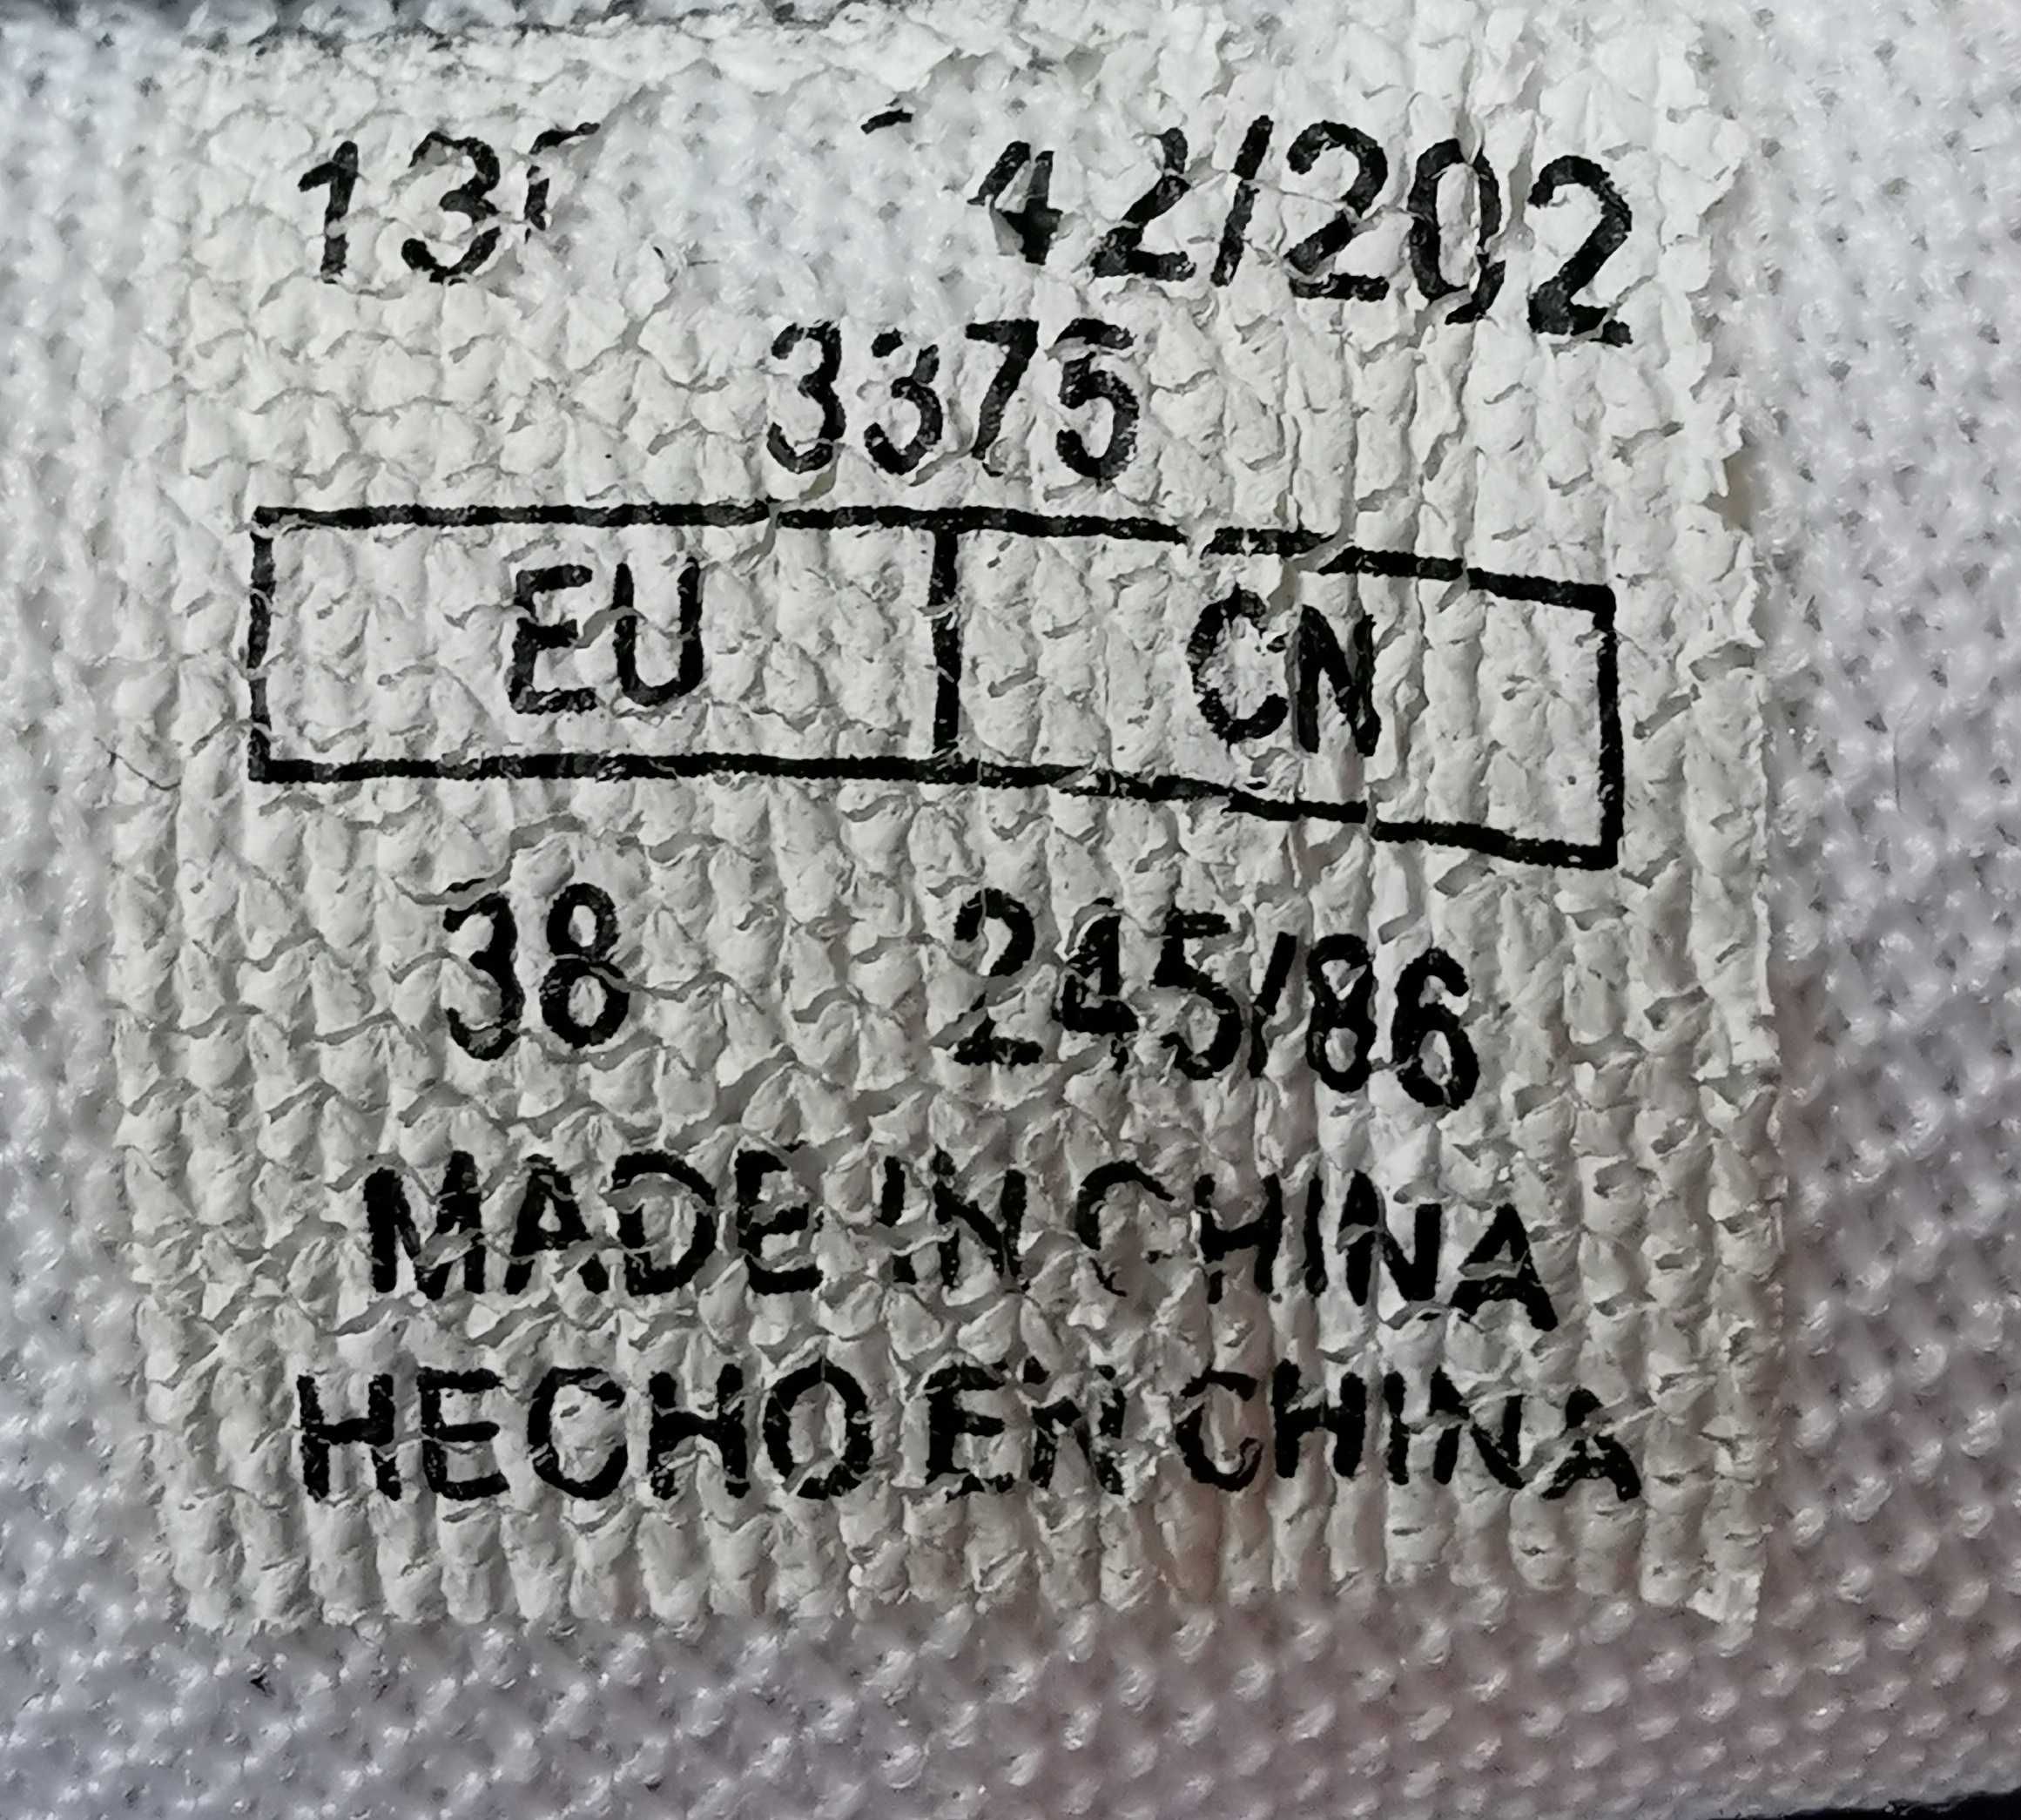 42/202
3375
EU CN
38 245/86
MADE IN CHINA
HECHO EN CHINA